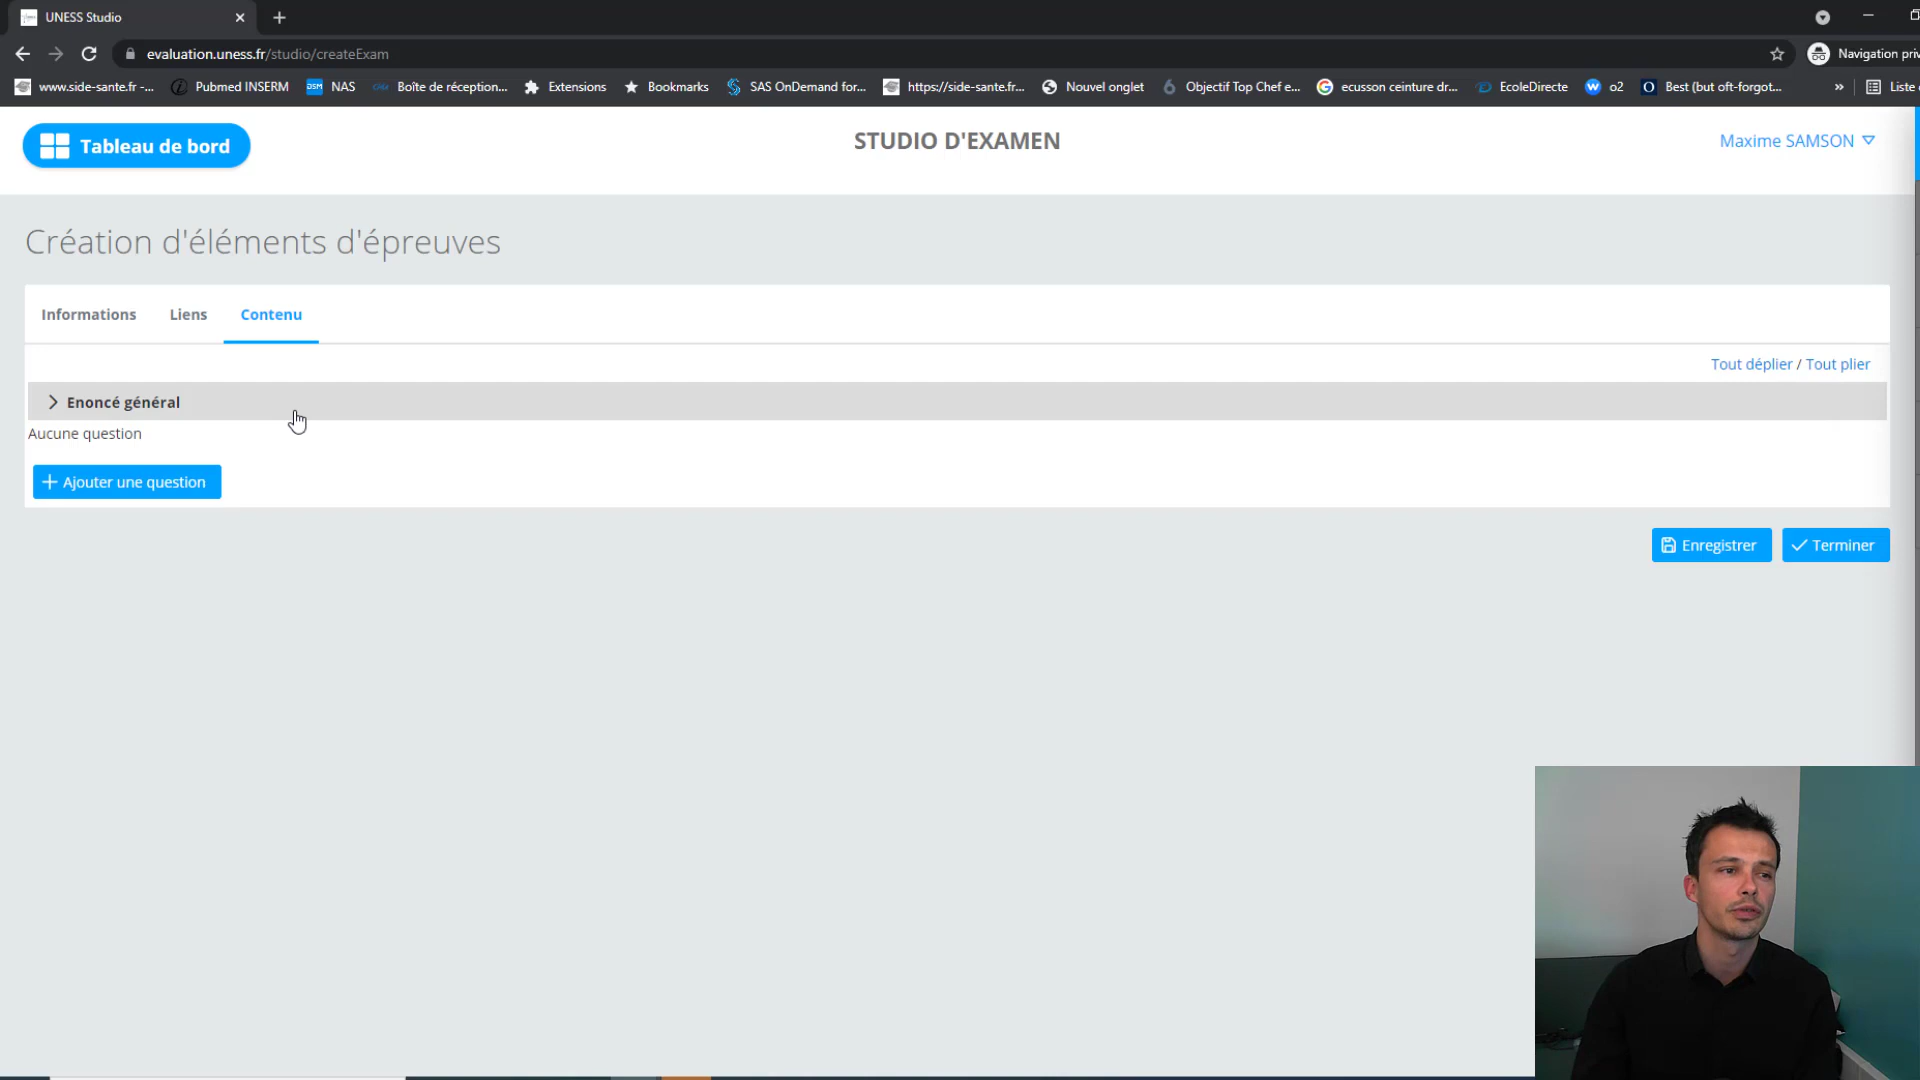 UNESS Studio
evaluation.uness.fr/studio/createExam
Navigation priv
www.side-sante.fr -... Pubmed INSERM NAS Boîte de réception... Extensions Bookmarks SAS OnDemand for... https://side-sante.fr... Nouvel onglet Objectif Top Chef e... ecusson ceinture dr... EcoleDirecte o2 Best (but oft-forgot... » Liste
Tableau de bord
STUDIO D'EXAMEN
Maxime SAMSON
Création d'éléments d'épreuves
Informations Liens Contenu
Tout déplier / Tout plier
Enoncé général
Aucune question
Ajouter une question
Enregistrer Terminer